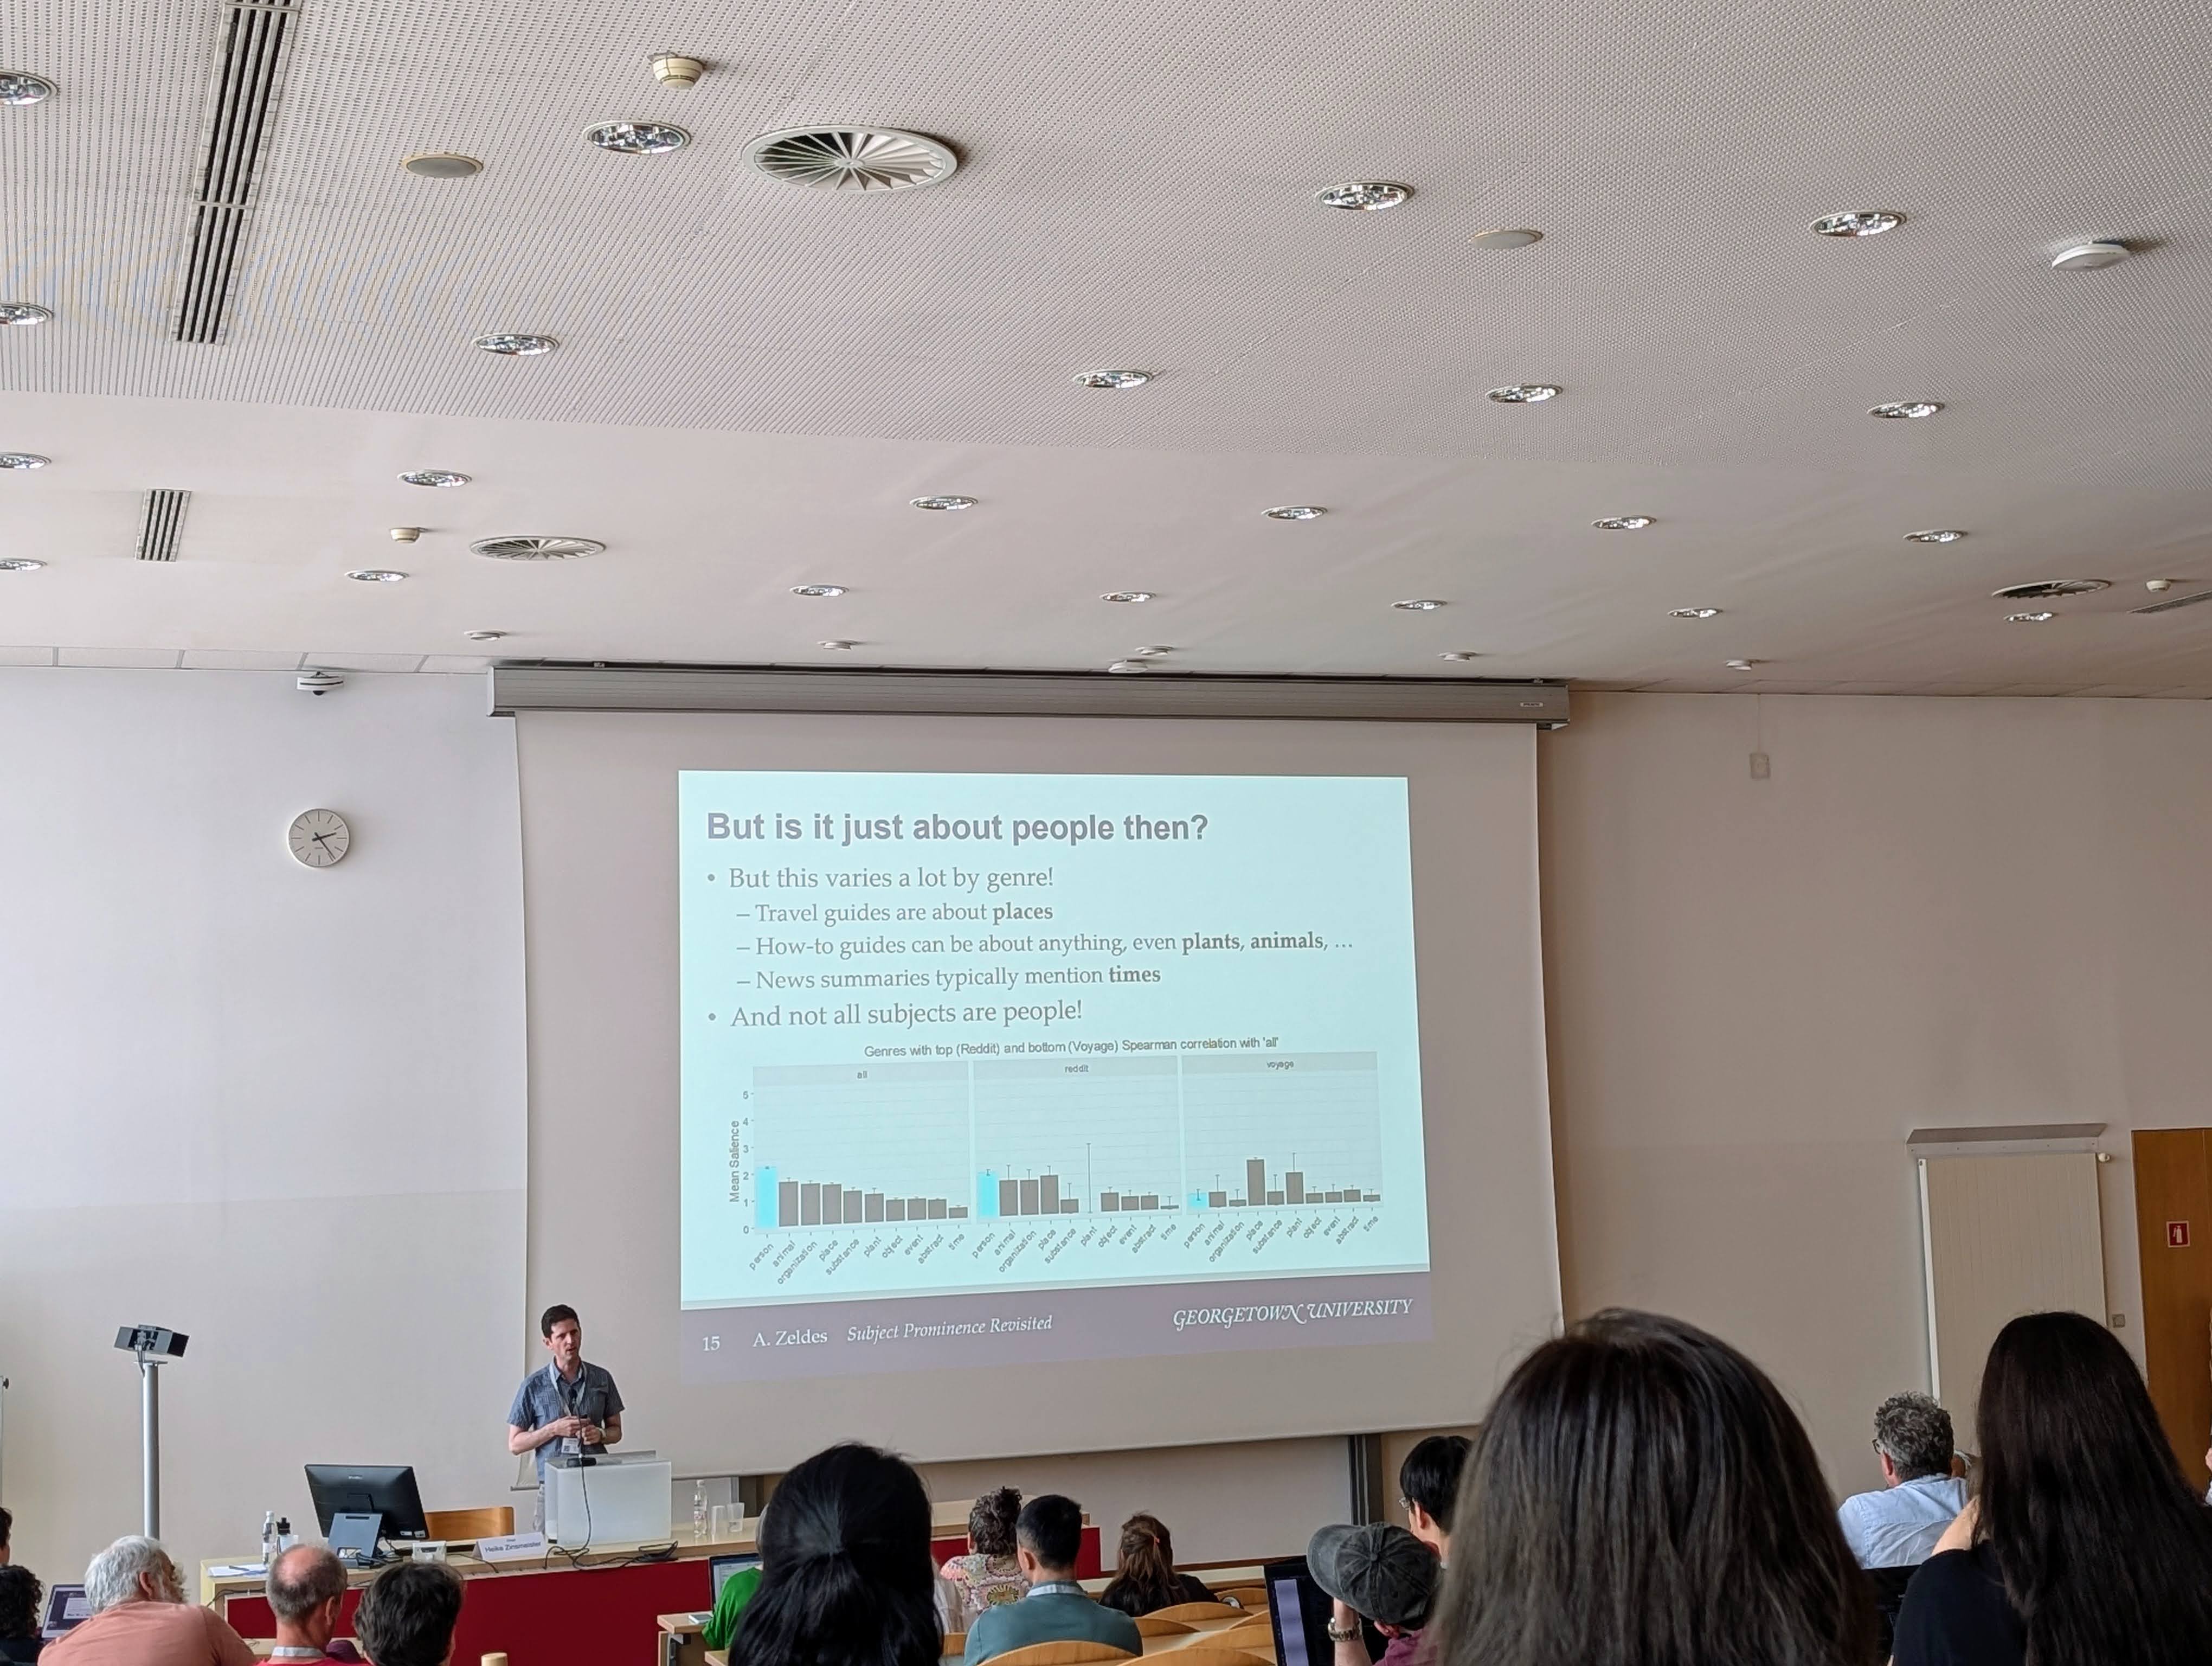 But is it just about people then?
• But this varies a lot by genre!
– Travel guides are about places
– How-to guides can be about anything, even plants, animals, …
– News summaries typically mention times
• And not all subjects are people!
Genres with top (Reddit) and bottom (Voyage) Spearman correlation with 'all'
all
reddit
voyage
Mean Salience
5
4
3
2
1
0
person animal organization place substance plant object event abstract time
person animal organization place substance plant object event abstract time
person animal organization place substance plant object event abstract time
15 A. Zeldes Subject Prominence Revisited GEORGETOWN UNIVERSITY
Heike Zinsmeister